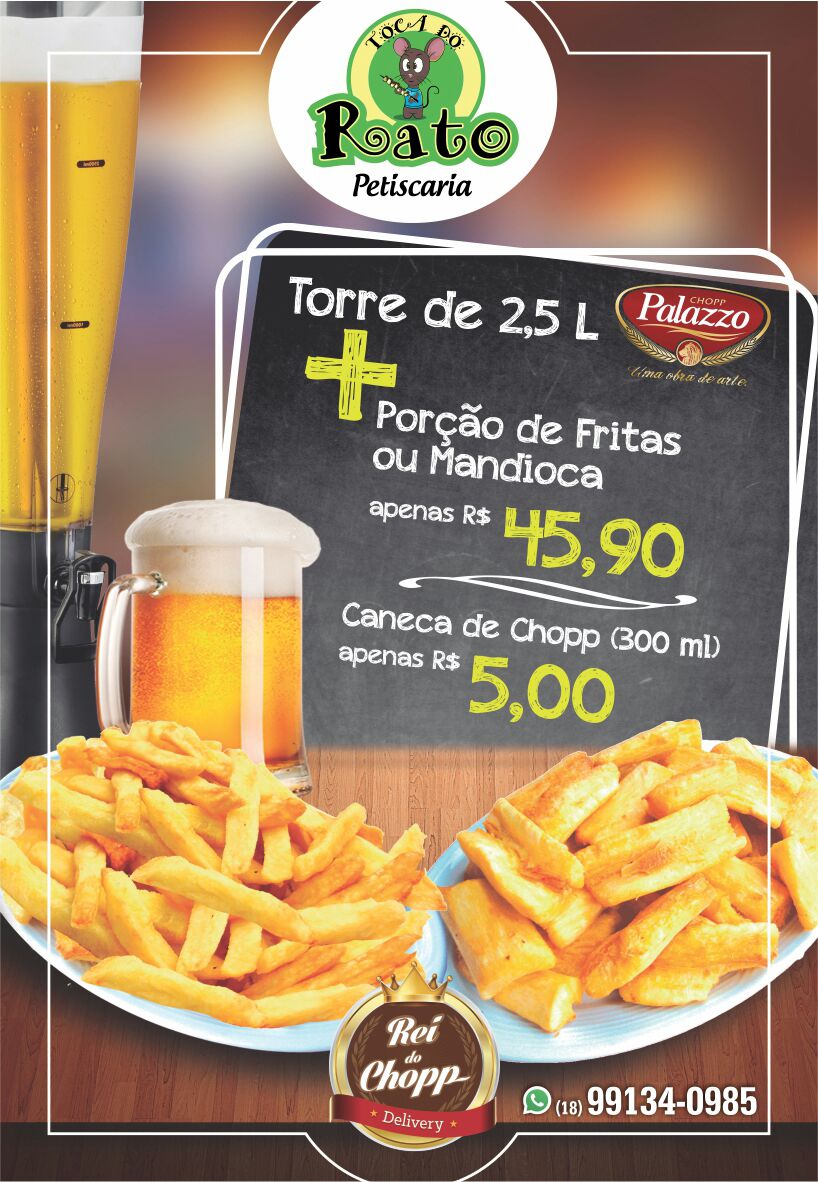 TOCA DO
Rato
Petiscaria
Torre de 2,5 L
CHOPP
Palazzo
Uma obra de arte.
+
Porção de Fritas
ou Mandioca
apenas R$ 45,90
Caneca de Chopp (300 ml)
apenas R$ 5,00
Rei
do
Chopp
Delivery
(18) 99134-0985